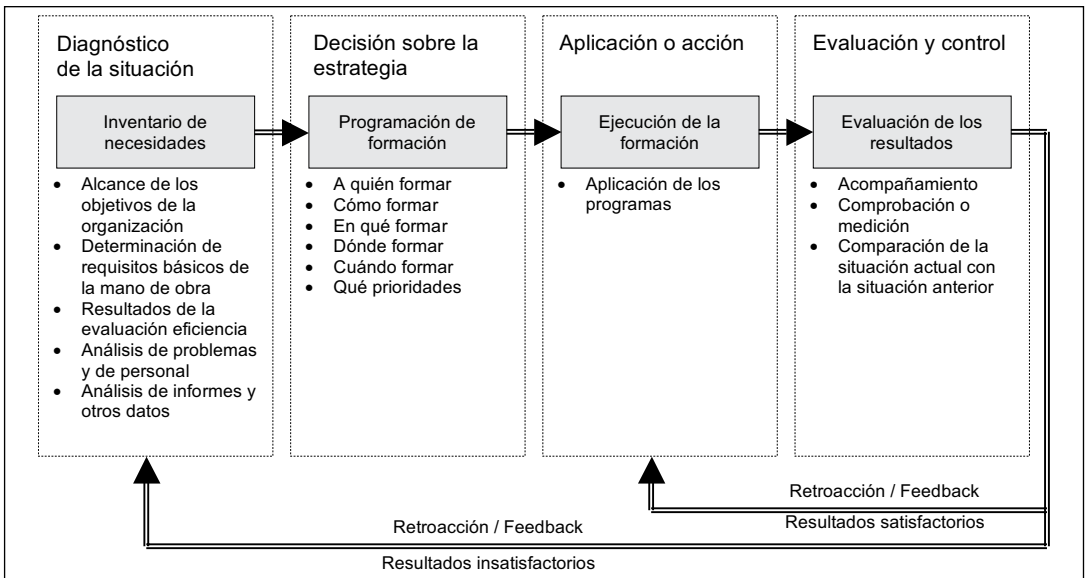 Diagnóstico
de la situación
Inventario de
necesidades
• Alcance de los
objetivos de la
organización
• Determinación de
requisitos básicos de
la mano de obra
• Resultados de la
evaluación eficiencia
• Análisis de problemas
y de personal
• Análisis de informes y
otros datos
Decisión sobre la
estrategia
Programación de
formación
• A quién formar
• Cómo formar
• En qué formar
• Dónde formar
• Cuándo formar
• Qué prioridades
Aplicación o acción
Ejecución de la
formación
• Aplicación de los
programas
Evaluación y control
Evaluación de los
resultados
• Acompañamiento
• Comprobación o
medición
• Comparación de la
situación actual con
la situación anterior
Retroacción / Feedback
Resultados satisfactorios
Retroacción / Feedback
Resultados insatisfactorios